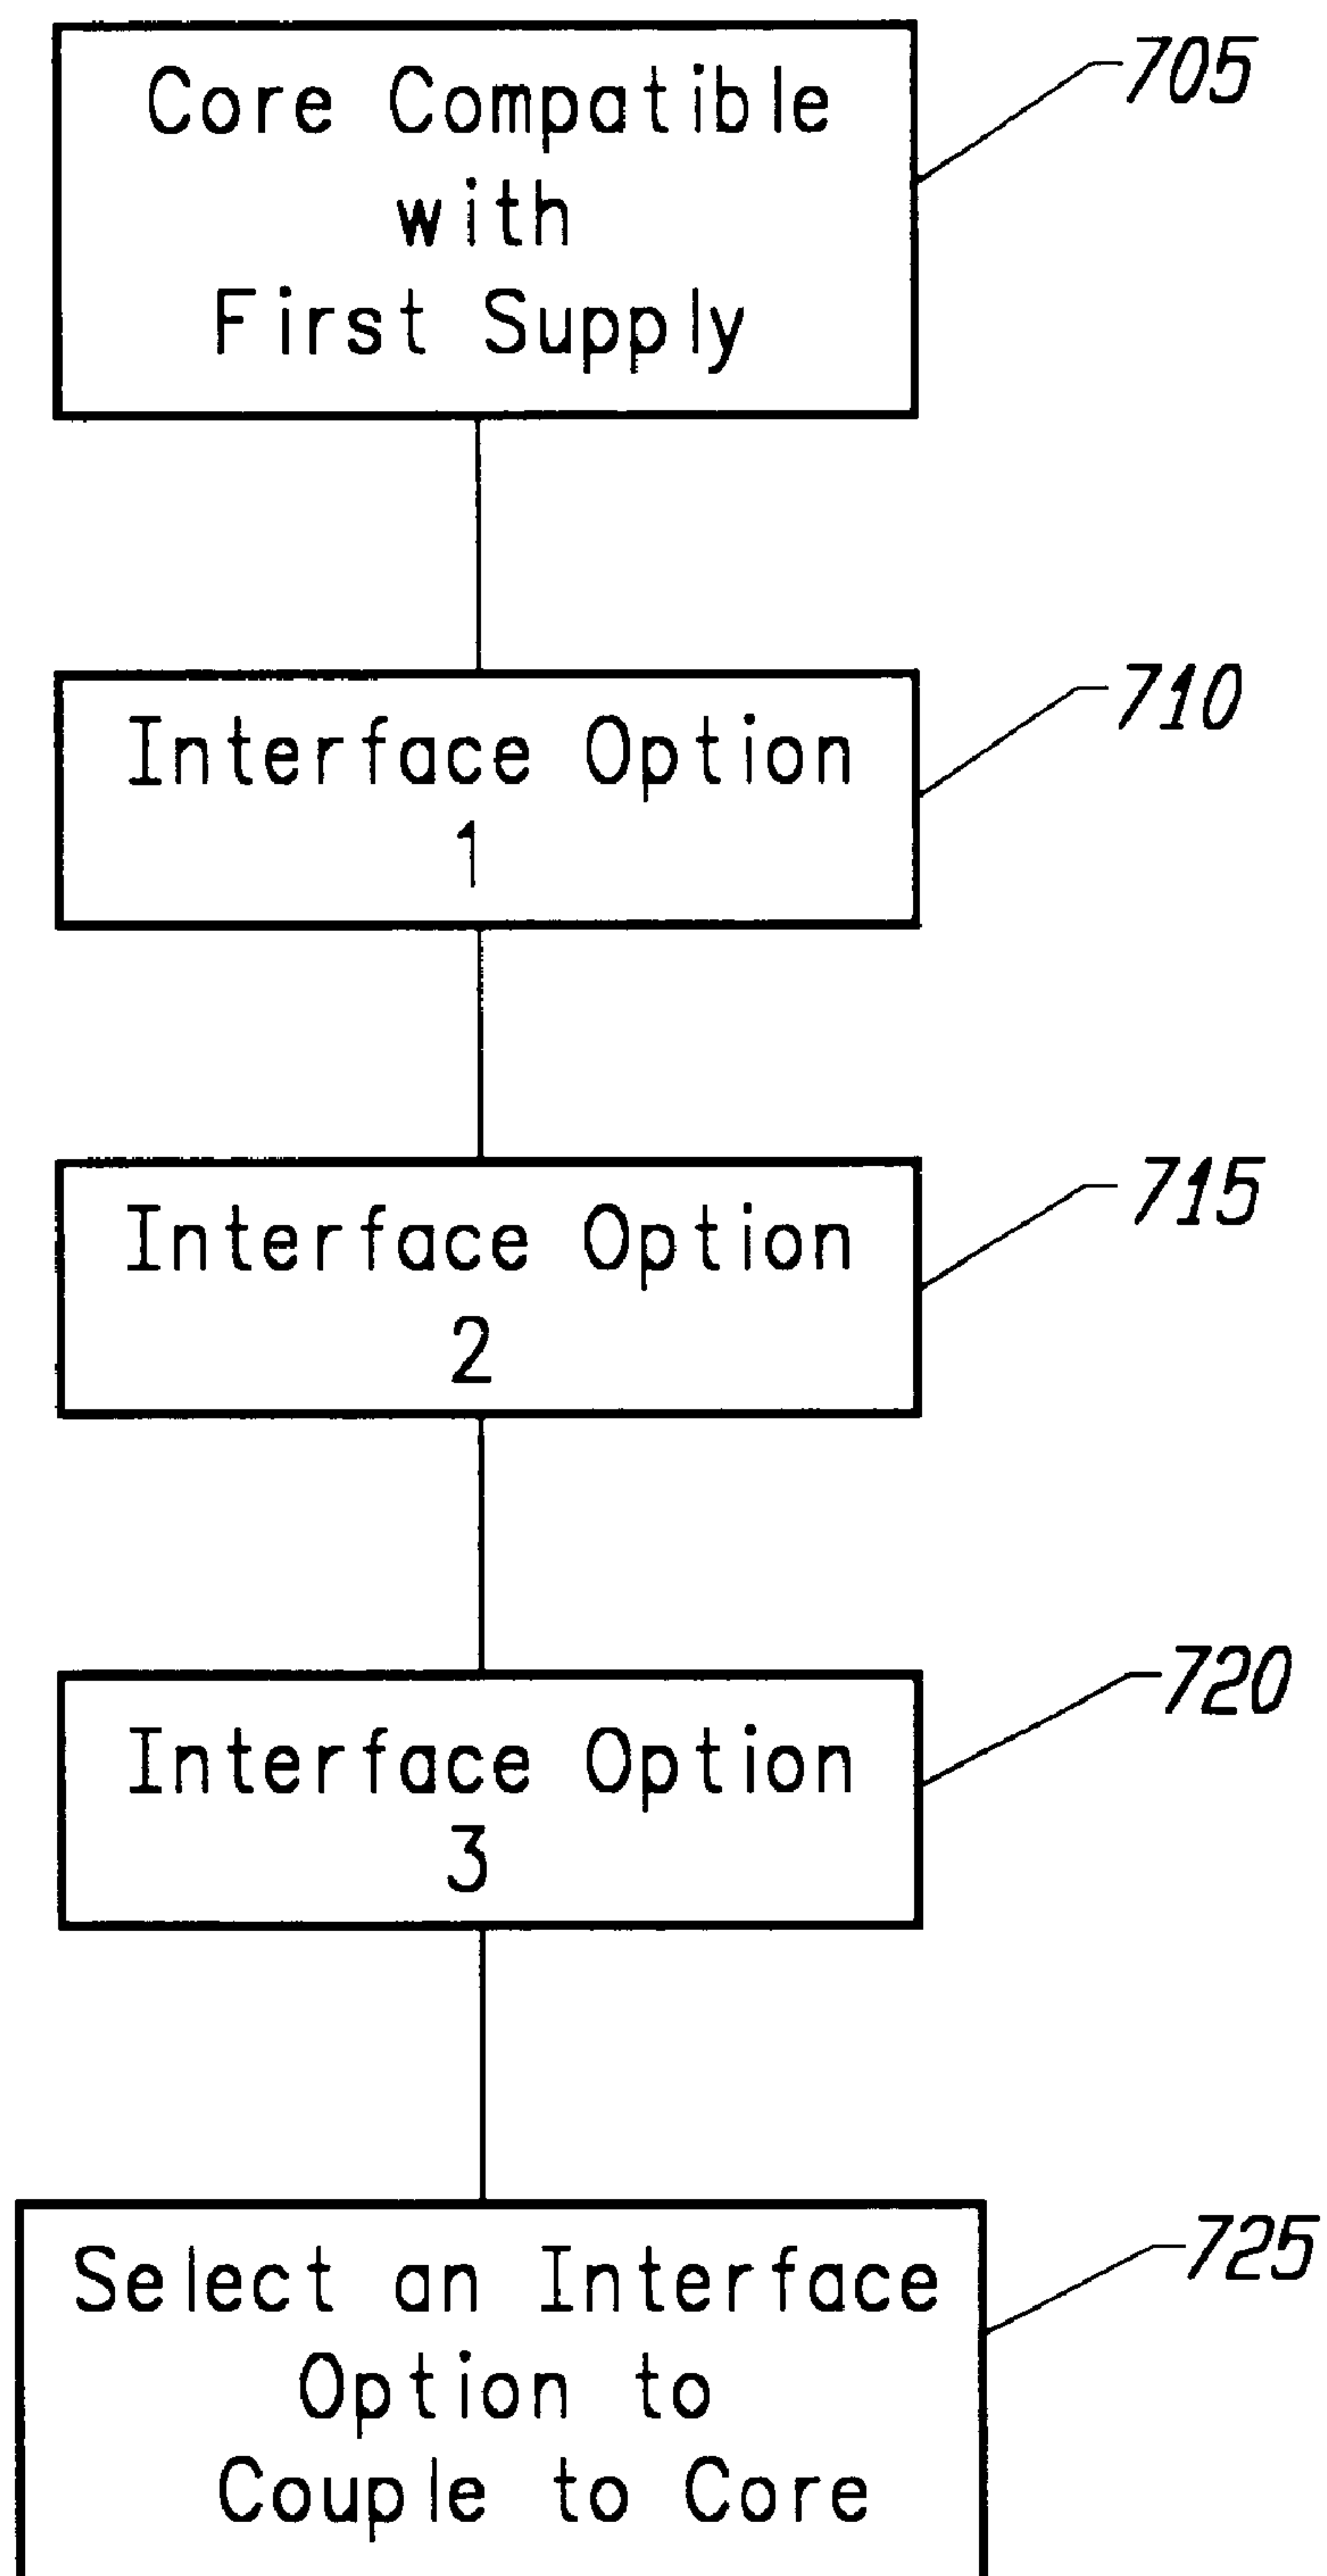 Core Compatible
with
First Supply
705
Interface Option
1
710
Interface Option
2
715
Interface Option
3
720
Select an Interface
Option to
Couple to Core
725